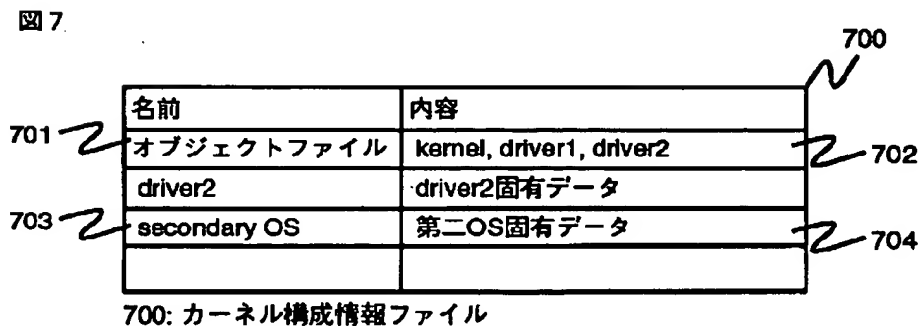 図7
700
名前 内容
701 オブジェクトファイル kernel, driver1, driver2 702
driver2 driver2固有データ
703 secondary OS 第二OS固有データ 704
700: カーネル構成情報ファイル